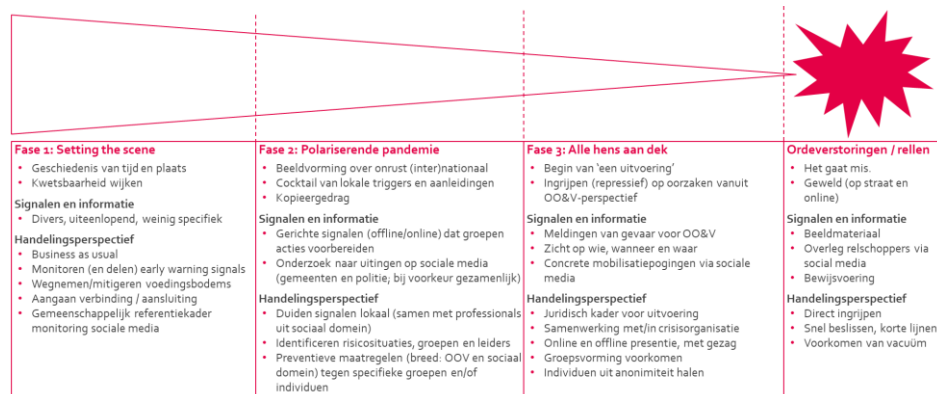 Fase 1: Setting the scene
• Geschiedenis van tijd en plaats
• Kwetsbaarheid wijken
Signalen en informatie
• Divers, uiteenlopend, weinig specifiek
Handelingsperspectief
• Business as usual
• Monitoren (en delen) early warning signals
• Wegnemen/mitigeren voedingsbodems
• Aangaan verbinding / aansluiting
• Gemeenschappelijk referentiekader
monitoring sociale media
Fase 2: Polariserende pandemie
• Beeldvorming over onrust (inter)nationaal
• Cocktail van lokale triggers en aanleidingen
• Kopieergedrag
Signalen en informatie
• Gerichte signalen (offline/online) dat groepen
acties voorbereiden
• Onderzoek naar uitingen op sociale media
(gemeenten en politie; bij voorkeur gezamenlijk)
Handelingsperspectief
• Duiden signalen lokaal (samen met professionals
uit sociaal domein)
• Identificeren risicosituaties, groepen en leiders
• Preventieve maatregelen (breed: OOV en sociaal
domein) tegen specifieke groepen en/of
individuen
Fase 3: Alle hens aan dek
• Begin van ‘een uitvoering’
• Ingrijpen (repressief) op oorzaken vanuit
OO&V-perspectief
Signalen en informatie
• Meldingen van gevaar voor OO&V
• Zicht op wie, wanneer en waar
• Concrete mobilisatiepogingen via sociale
media
Handelingsperspectief
• Juridisch kader voor uitvoering
• Samenwerking met/in crisisorganisatie
• Online en offline presentie, met gezag
• Groepsvorming voorkomen
• Individuen uit anonimiteit halen
Ordeverstoringen / rellen
• Het gaat mis.
• Geweld (op straat en
online)
Signalen en informatie
• Beeldmateriaal
• Overleg relschoppers via
social media
• Bewijsvoering
Handelingsperspectief
• Direct ingrijpen
• Snel beslissen, korte lijnen
• Voorkomen van vacuüm